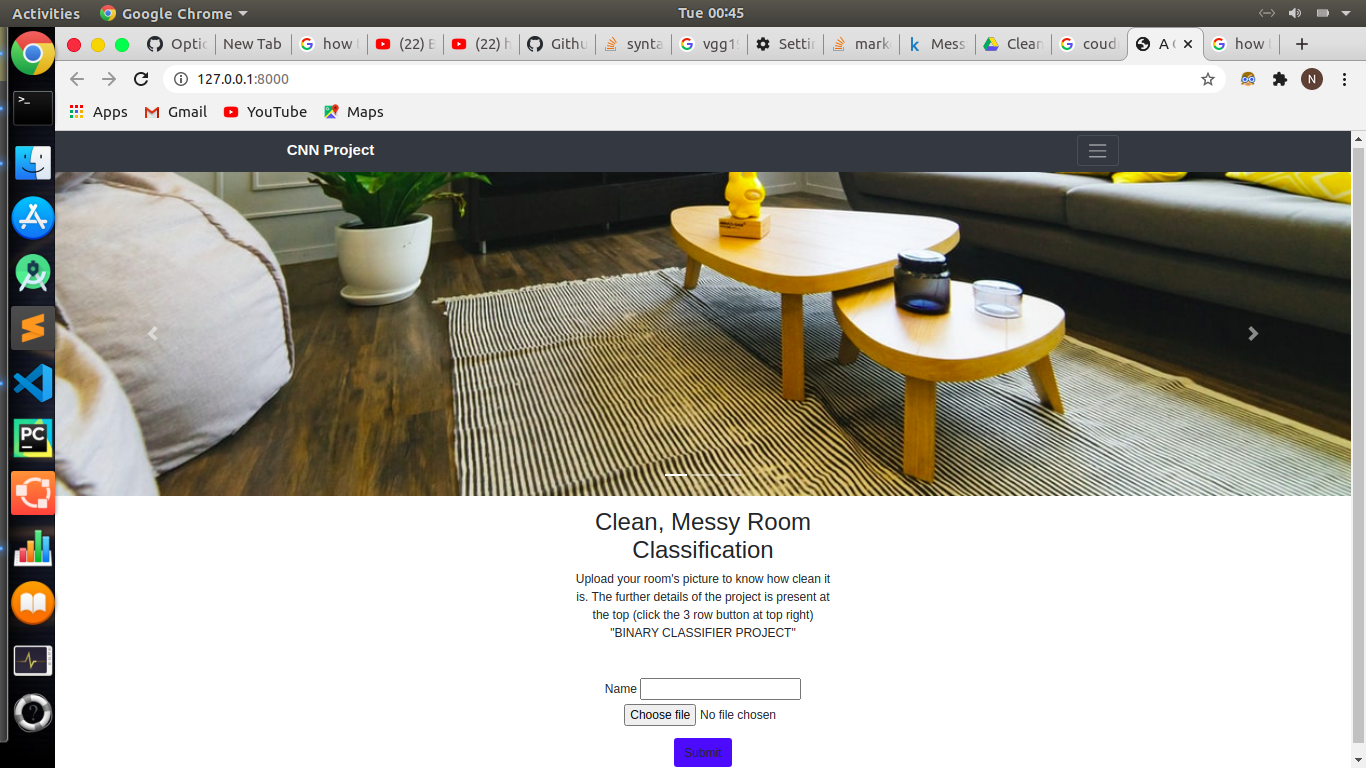 Activities Google Chrome Tue 00:45
Optic New Tab how (22) E (22) h Githu synta vgg1 Settin mark Mess Clean coud A C how
127.0.0.1:8000 N
Apps Gmail YouTube Maps
CNN Project
Clean, Messy Room
Classification
Upload your room's picture to know how clean it
is. The further details of the project is present at
the top (click the 3 row button at top right)
"BINARY CLASSIFIER PROJECT"
Name
Choose file No file chosen
Submit
PC